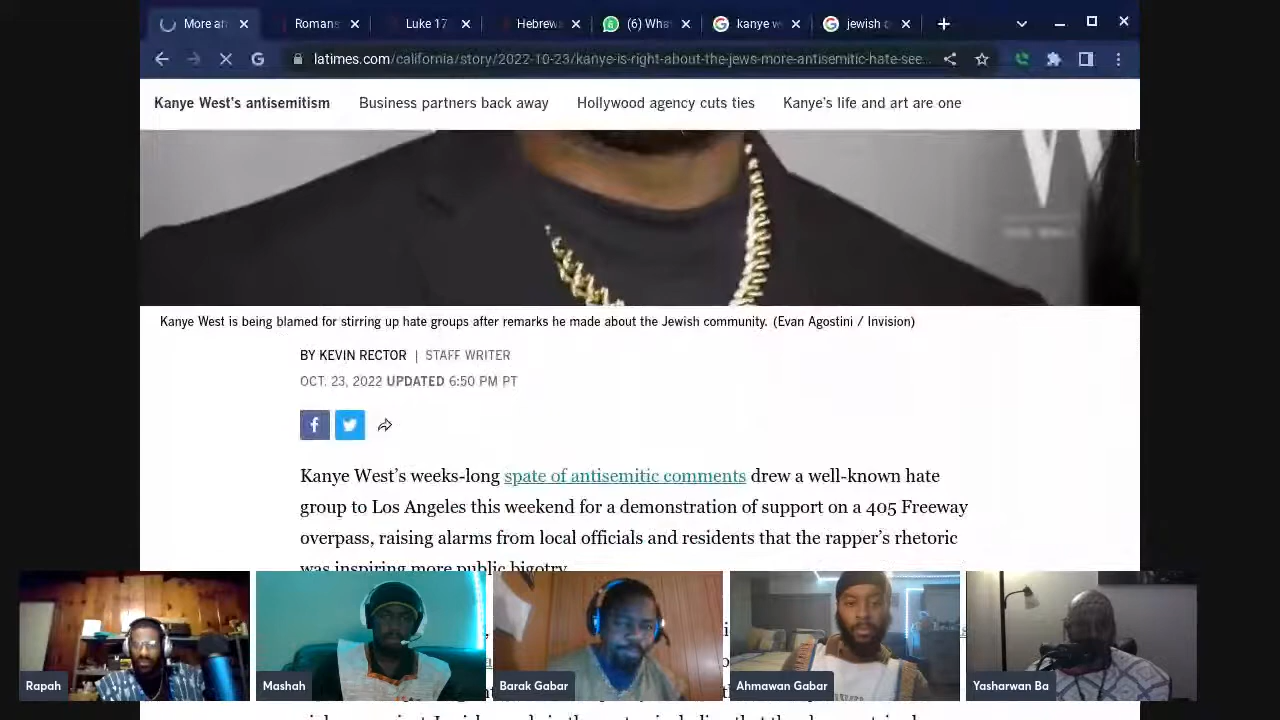 More ar
Romans
Luke 17
Hebrew
(6) Wha
kanye w
jewish c
latimes.com/california/story/2022-10-23/kanye-is-right-about-the-jews-more-antisemitic-hate-see...
Kanye West's antisemitism
Business partners back away
Hollywood agency cuts ties
Kanye's life and art are one
Kanye West is being blamed for stirring up hate groups after remarks he made about the Jewish community. (Evan Agostini / Invision)
BY KEVIN RECTOR | STAFF WRITER
OCT. 23, 2022 UPDATED 6:50 PM PT
Kanye West’s weeks-long spate of antisemitic comments drew a well-known hate
group to Los Angeles this weekend for a demonstration of support on a 405 Freeway
overpass, raising alarms from local officials and residents that the rapper’s rhetoric
was inspiring more public bigotry.
Rapah
Mashah
Barak Gabar
Ahmawan Gabar
Yasharwan Ba